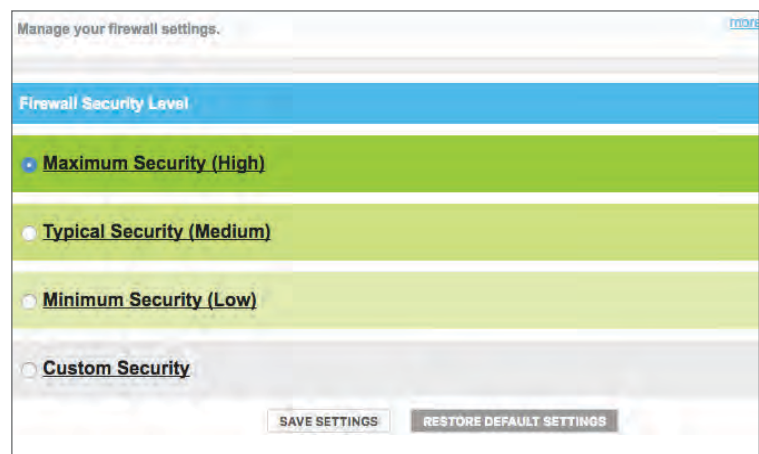 Manage your firewall settings.
more
Firewall Security Level
Maximum Security (High)
Typical Security (Medium)
Minimum Security (Low)
Custom Security
SAVE SETTINGS RESTORE DEFAULT SETTINGS